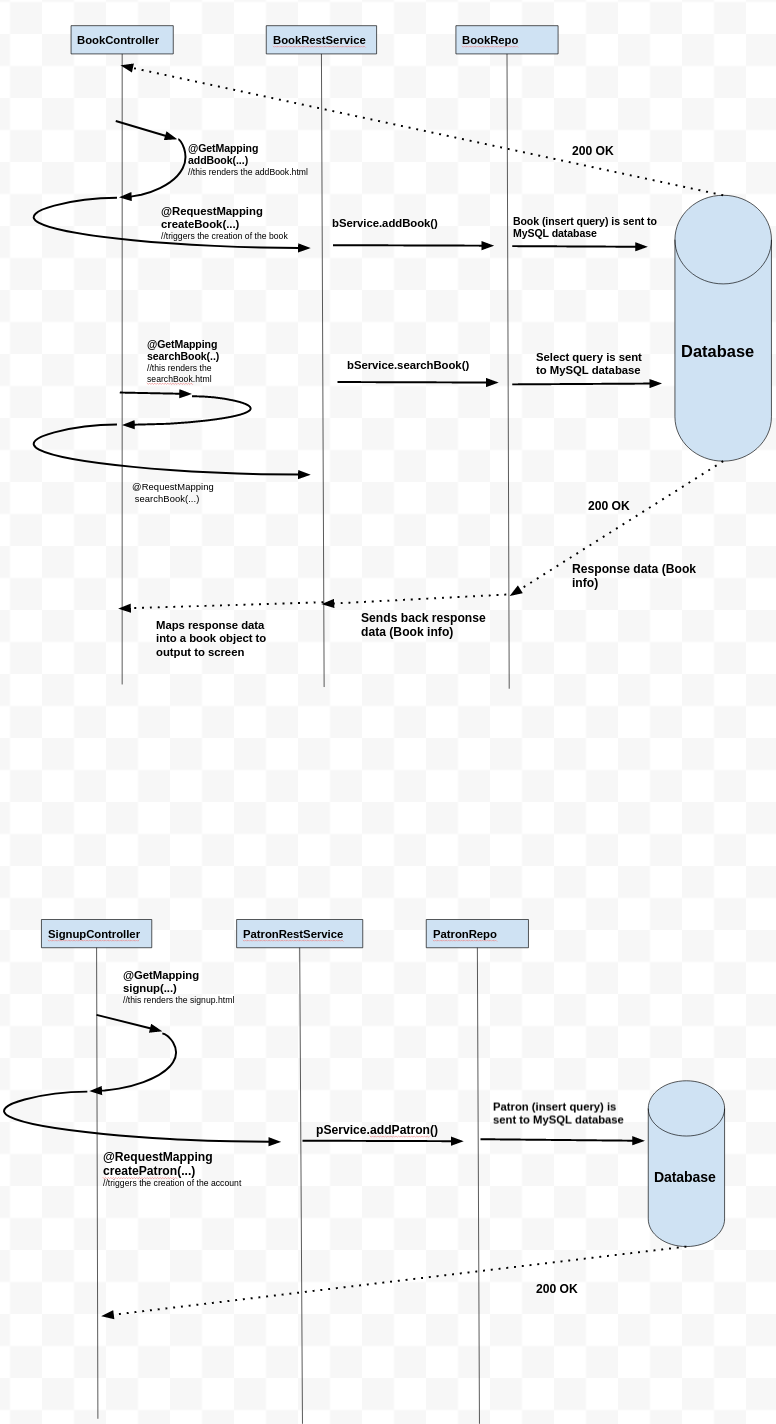 BookController
BookRestService
BookRepo
200 OK
@GetMapping
addBook(...)
//this renders the addBook.html
@RequestMapping
createBook(...)
//triggers the creation of the book
bService.addBook()
Book (insert query) is sent to
MySQL database
@GetMapping
searchBook(..)
//this renders the
searchBook.html
bService.searchBook()
Select query is sent
to MySQL database
Database
@RequestMapping
searchBook(...)
200 OK
Response data (Book
info)
Sends back response
data (Book info)
Maps response data
into a book object to
output to screen
SignupController
PatronRestService
PatronRepo
@GetMapping
signup(...)
//this renders the signup.html
pService.addPatron()
Patron (insert query) is
sent to MySQL database
@RequestMapping
createPatron(...)
//triggers the creation of the account
Database
200 OK